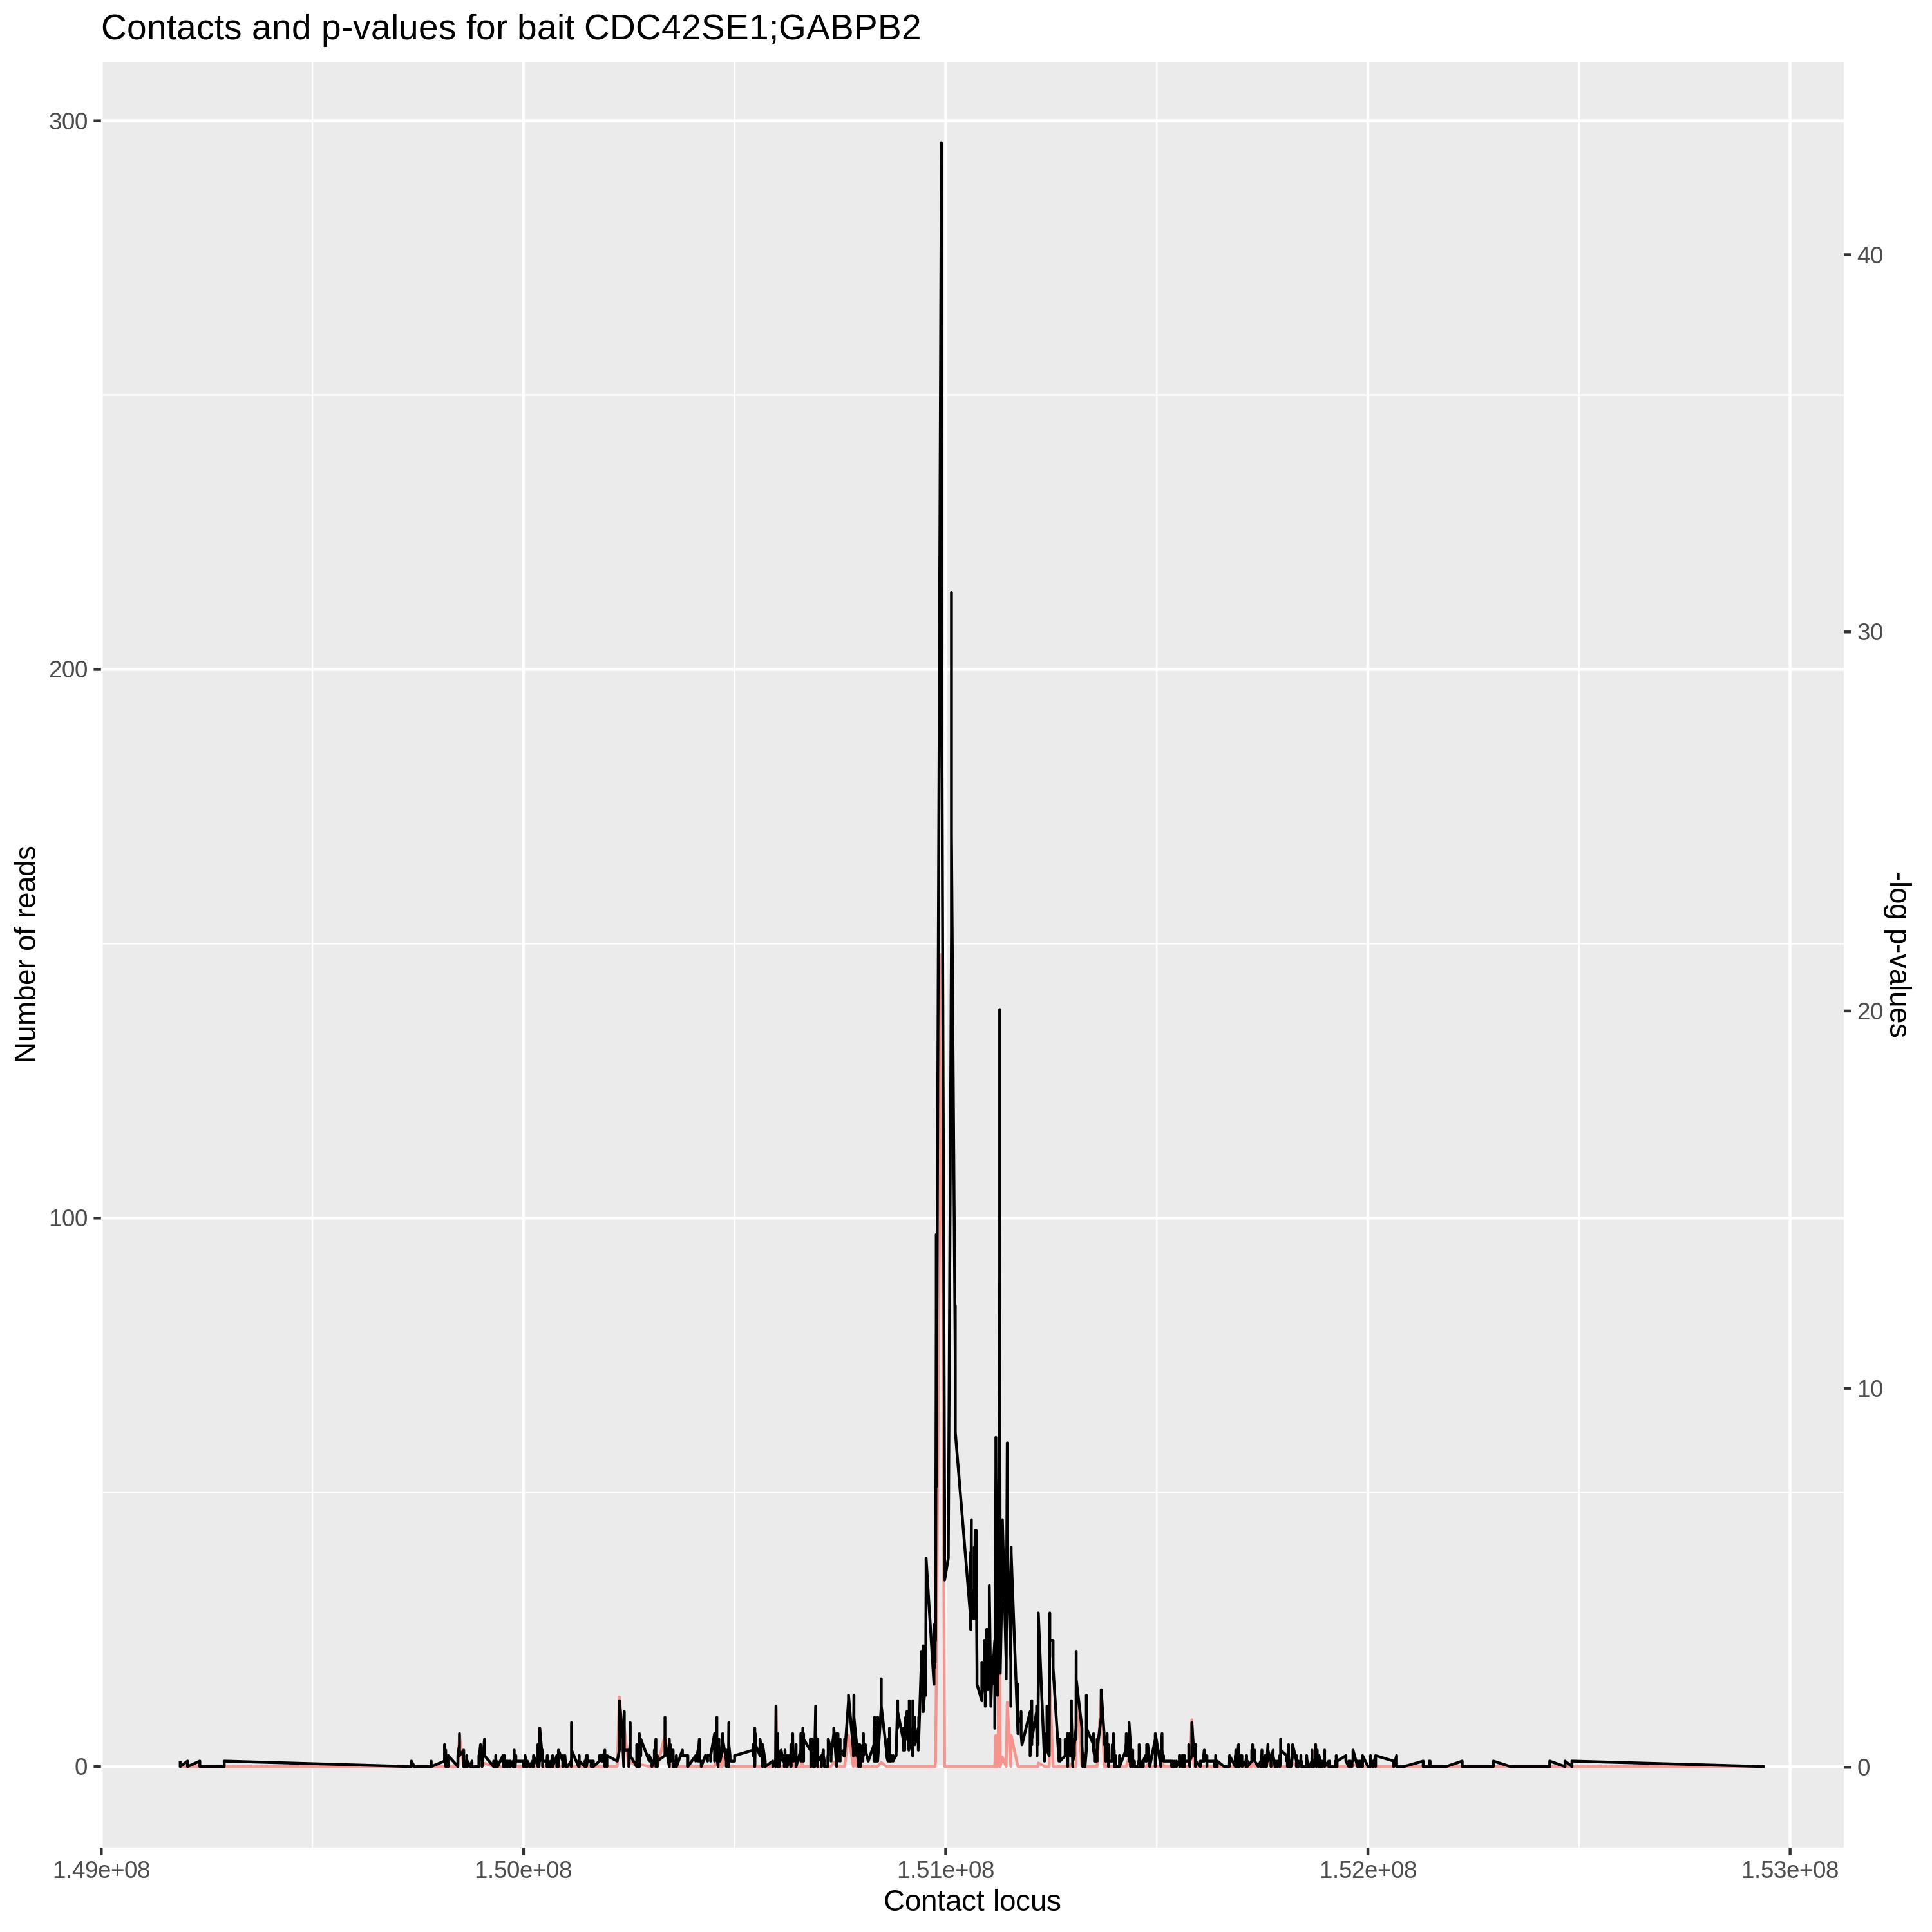 Contacts and p-values for bait CDC42SE1;GABPB2
300
200
100
0
Number of reads
40
30
20
10
0
-log p-values
1.49e+08 1.50e+08 1.51e+08 1.52e+08 1.53e+08
Contact locus